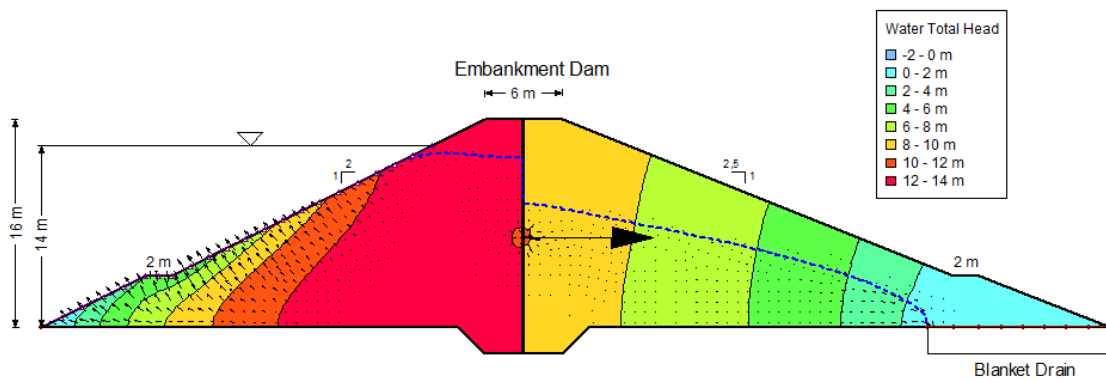 Water Total Head
-2 - 0 m
0 - 2 m
2 - 4 m
4 - 6 m
6 - 8 m
8 - 10 m
10 - 12 m
12 - 14 m
Embankment Dam
6 m
16 m
14 m
2
1
2,5
1
2 m
2 m
Blanket Drain